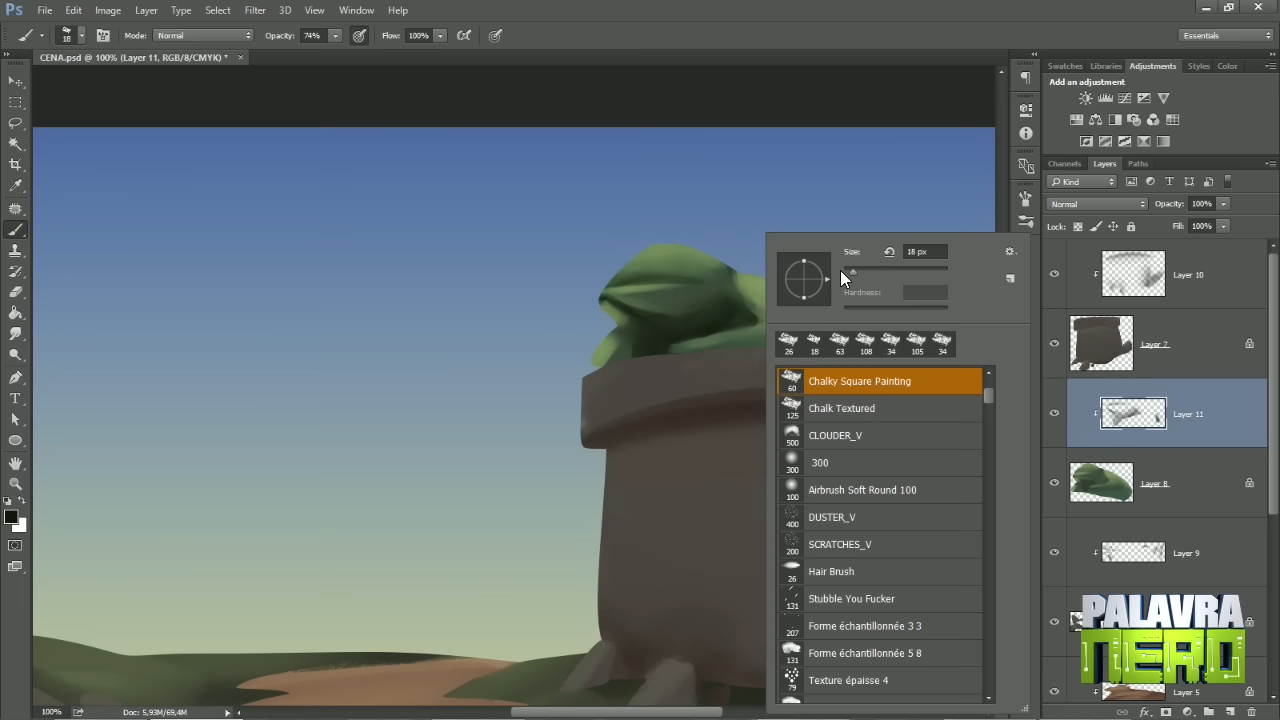 Ps File Edit Image Layer Type Select Filter 3D View Window Help
18 Mode: Normal Opacity: 74% Flow: 100% Essentials
CENA.psd @ 100% (Layer 11, RGB/8/CMYK) * ×
Swatches Libraries Adjustments Styles Color
Add an adjustment
Channels Layers Paths
Kind
Normal Opacity: 100%
Lock: Fill: 100%
Layer 10
Layer 7
Layer 11
Layer 8
Layer 9
Layer 5
Size: 18 px
Hardness:
26 18 63 108 34 105 34
60 Chalky Square Painting
125 Chalk Textured
500 CLOUDER_V
300 300
100 Airbrush Soft Round 100
400 DUSTER_V
200 SCRATCHES_V
26 Hair Brush
131 Stubble You Fucker
207 Forme échantillonnée 3 3
131 Forme échantillonnée 5 8
79 Texture épaisse 4
PALAVRA
NERD
100% Doc: 5,93M/69,4M